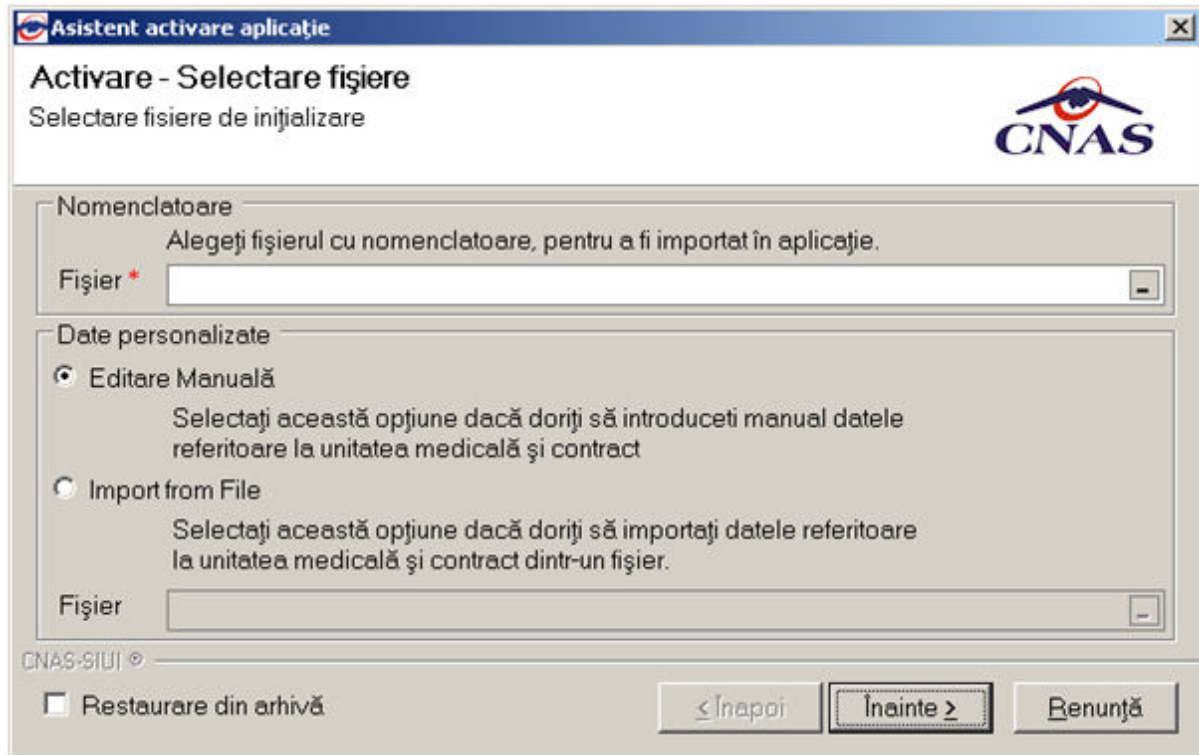 Asistent activare aplicaţie
Activare - Selectare fişiere
Selectare fisiere de iniţializare
CNAS
Nomenclatoare
Alegeţi fişierul cu nomenclatoare, pentru a fi importat în aplicaţie.
Fişier *
Date personalizate
Editare Manuală
Selectaţi această opţiune dacă doriţi să introduceti manual datele
referitoare la unitatea medicală şi contract
Import from File
Selectaţi această opţiune dacă doriţi să importaţi datele referitoare
la unitatea medicală şi contract dintr-un fişier.
Fişier
CNAS-SIUI ©
Restaurare din arhivă
< Înapoi
Înainte >
Renunţă